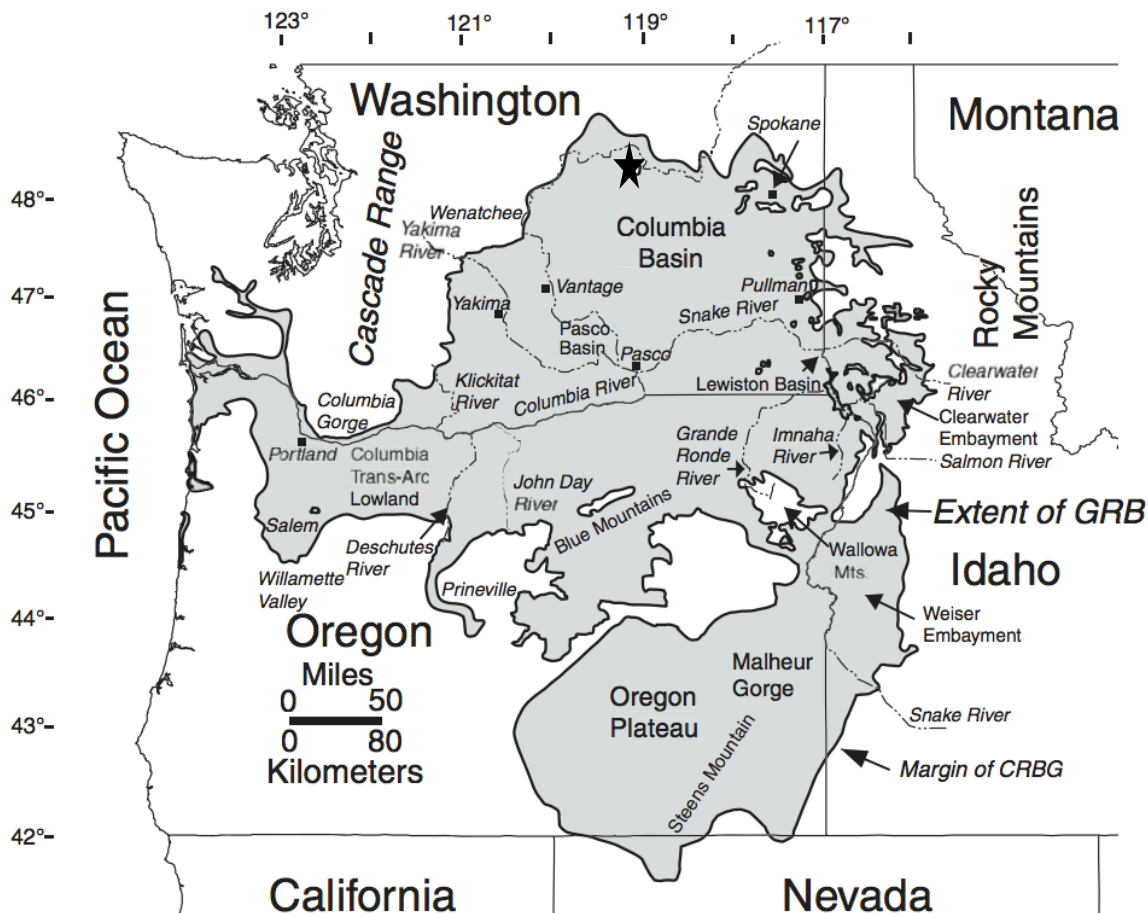 123° 121° 119° 117°
Washington
Montana
Spokane
48°
Cascade Range
Wenatchee
Yakima
River
Columbia
Basin
Rocky
Mountains
47°
Vantage
Pullman
Yakima
Snake River
Pasco
Basin
Pasco
Pacific Ocean
Lewiston Basin
Clearwater
River
46°
Klickitat
River
Columbia River
Columbia
Gorge
Clearwater
Embayment
Grande
Ronde
River
Imnaha
River
Portland
Columbia
Trans-Arc
Lowland
Salmon River
John Day
River
45°
Extent of GRB
Blue Mountains
Salem
Deschutes
River
Wallowa
Mts.
Idaho
Willamette
Valley
Prineville
44°
Weiser
Embayment
Oregon
Miles
0 50
0 80
Kilometers
Malheur
Gorge
Oregon
Plateau
Snake River
43°
Steens Mountain
Margin of CRBG
42°
California
Nevada